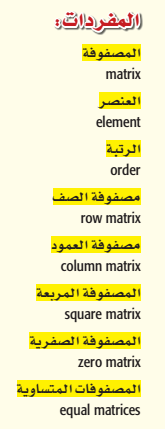 المفردات:
المصفوفة
matrix
العنصر
element
الرتبة
order
مصفوفة الصف
row matrix
مصفوفة العمود
column matrix
المصفوفة المربعة
square matrix
المصفوفة الصفرية
zero matrix
المصفوفات المتساوية
equal matrices